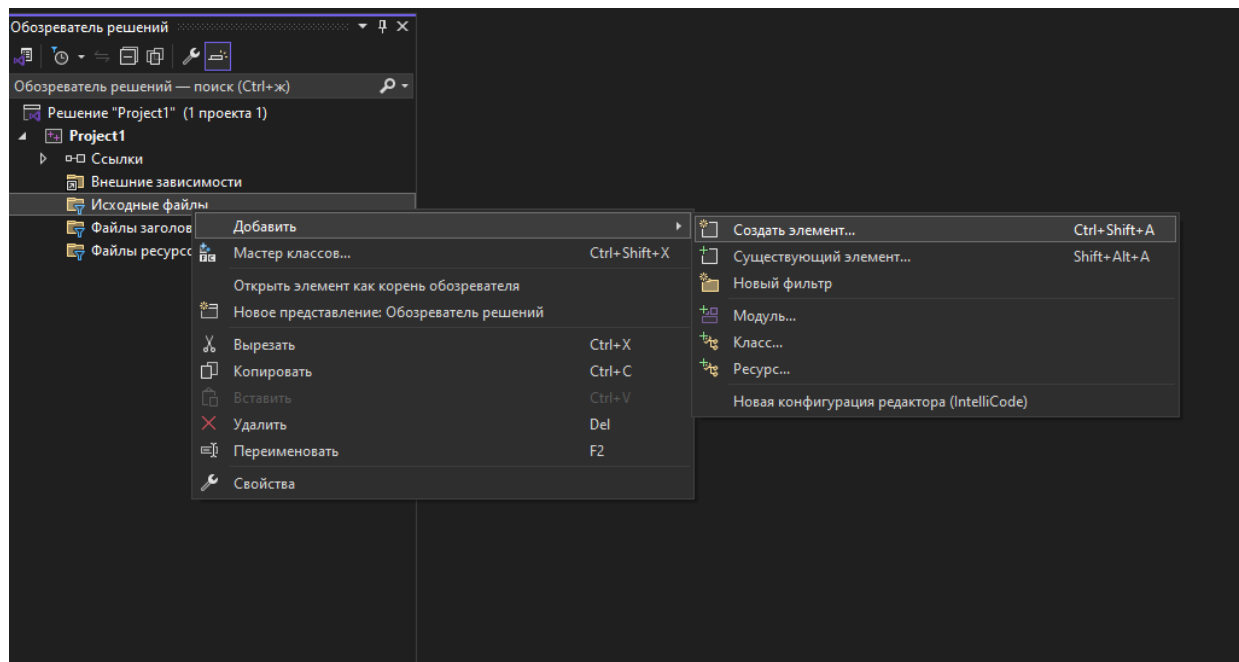 Обозреватель решений
Обозреватель решений — поиск (Ctrl+ж)
Решение "Project1" (1 проекта 1)
Project1
Ссылки
Внешние зависимости
Исходные файлы
Файлы заголов
Файлы ресурсо
Добавить
Мастер классов... Ctrl+Shift+X
Открыть элемент как корень обозревателя
Новое представление: Обозреватель решений
Вырезать Ctrl+X
Копировать Ctrl+C
Вставить Ctrl+V
Удалить Del
Переименовать F2
Свойства
Создать элемент... Ctrl+Shift+A
Существующий элемент... Shift+Alt+A
Новый фильтр
Модуль...
Класс...
Ресурс...
Новая конфигурация редактора (IntelliCode)